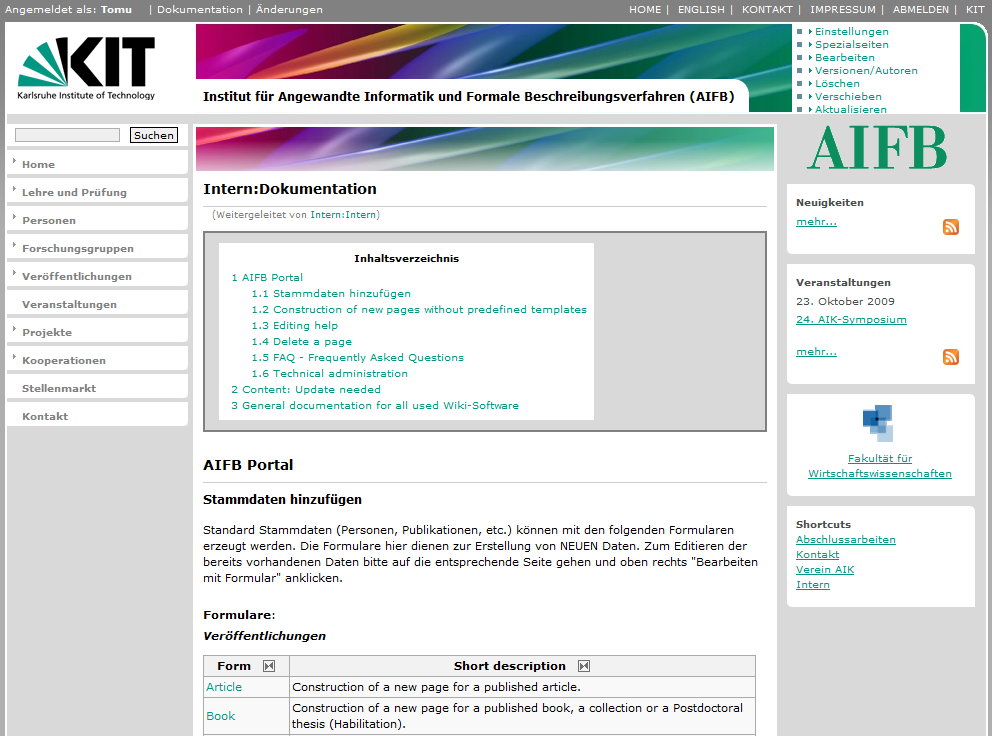 Angemeldet als: Tomu | Dokumentation | Änderungen
HOME | ENGLISH | KONTAKT | IMPRESSUM | ABMELDEN | KIT
KIT
Karlsruhe Institute of Technology
Institut für Angewandte Informatik und Formale Beschreibungsverfahren (AIFB)
Einstellungen
Spezialseiten
Bearbeiten
Versionen/Autoren
Löschen
Verschieben
Aktualisieren
Suchen
Home
Lehre und Prüfung
Personen
Forschungsgruppen
Veröffentlichungen
Veranstaltungen
Projekte
Kooperationen
Stellenmarkt
Kontakt
Intern:Dokumentation
(Weitergeleitet von Intern:Intern)
Inhaltsverzeichnis
1 AIFB Portal
1.1 Stammdaten hinzufügen
1.2 Construction of new pages without predefined templates
1.3 Editing help
1.4 Delete a page
1.5 FAQ - Frequently Asked Questions
1.6 Technical administration
2 Content: Update needed
3 General documentation for all used Wiki-Software
AIFB Portal
Stammdaten hinzufügen
Standard Stammdaten (Personen, Publikationen, etc.) können mit den folgenden Formularen
erzeugt werden. Die Formulare hier dienen zur Erstellung von NEUEN Daten. Zum Editieren der
bereits vorhandenen Daten bitte auf die entsprechende Seite gehen und oben rechts "Bearbeiten
mit Formular" anklicken.
Formulare:
Veröffentlichungen
Form Short description
Article Construction of a new page for a published article.
Book Construction of a new page for a published book, a collection or a Postdoctoral
thesis (Habilitation).
AIFB
Neuigkeiten
mehr...
Veranstaltungen
23. Oktober 2009
24. AIK-Symposium
mehr...
Fakultät für
Wirtschaftswissenschaften
Shortcuts
Abschlussarbeiten
Kontakt
Verein AIK
Intern